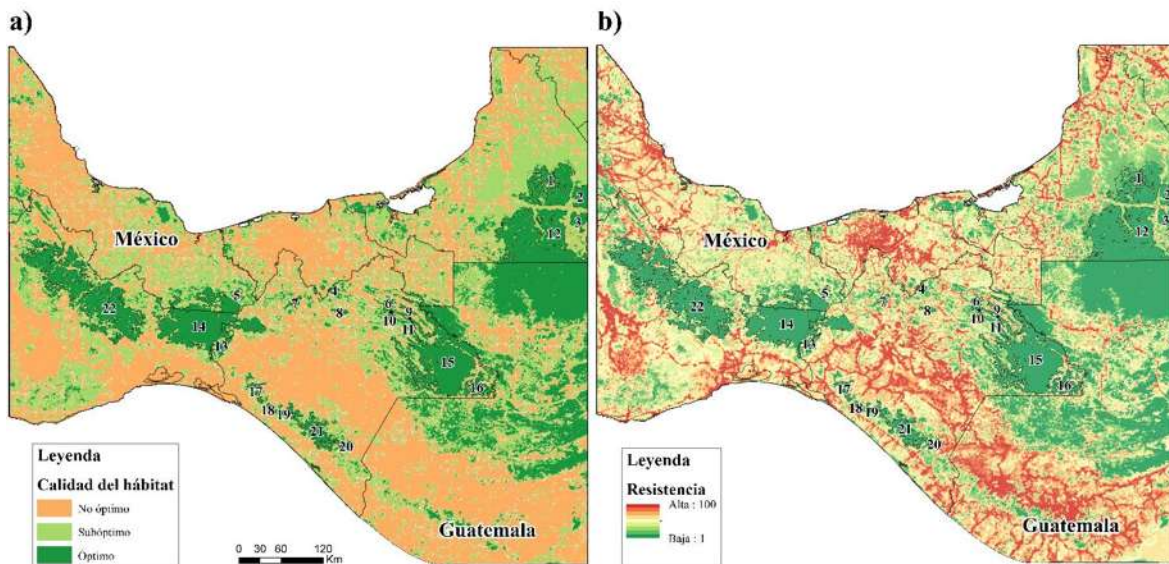 a)
México
1
2
3
12
4
5
6
7
8
9
10
11
22
14
13
15
16
17
18
19
21
20
Guatemala
Leyenda
Calidad del hábitat
No óptimo
Subóptimo
Óptimo
0 30 60 120
Km
b)
México
1
2
3
12
4
5
6
7
8
9
10
11
22
14
13
15
16
17
18
19
21
20
Guatemala
Leyenda
Resistencia
Alta : 100
Baja : 1